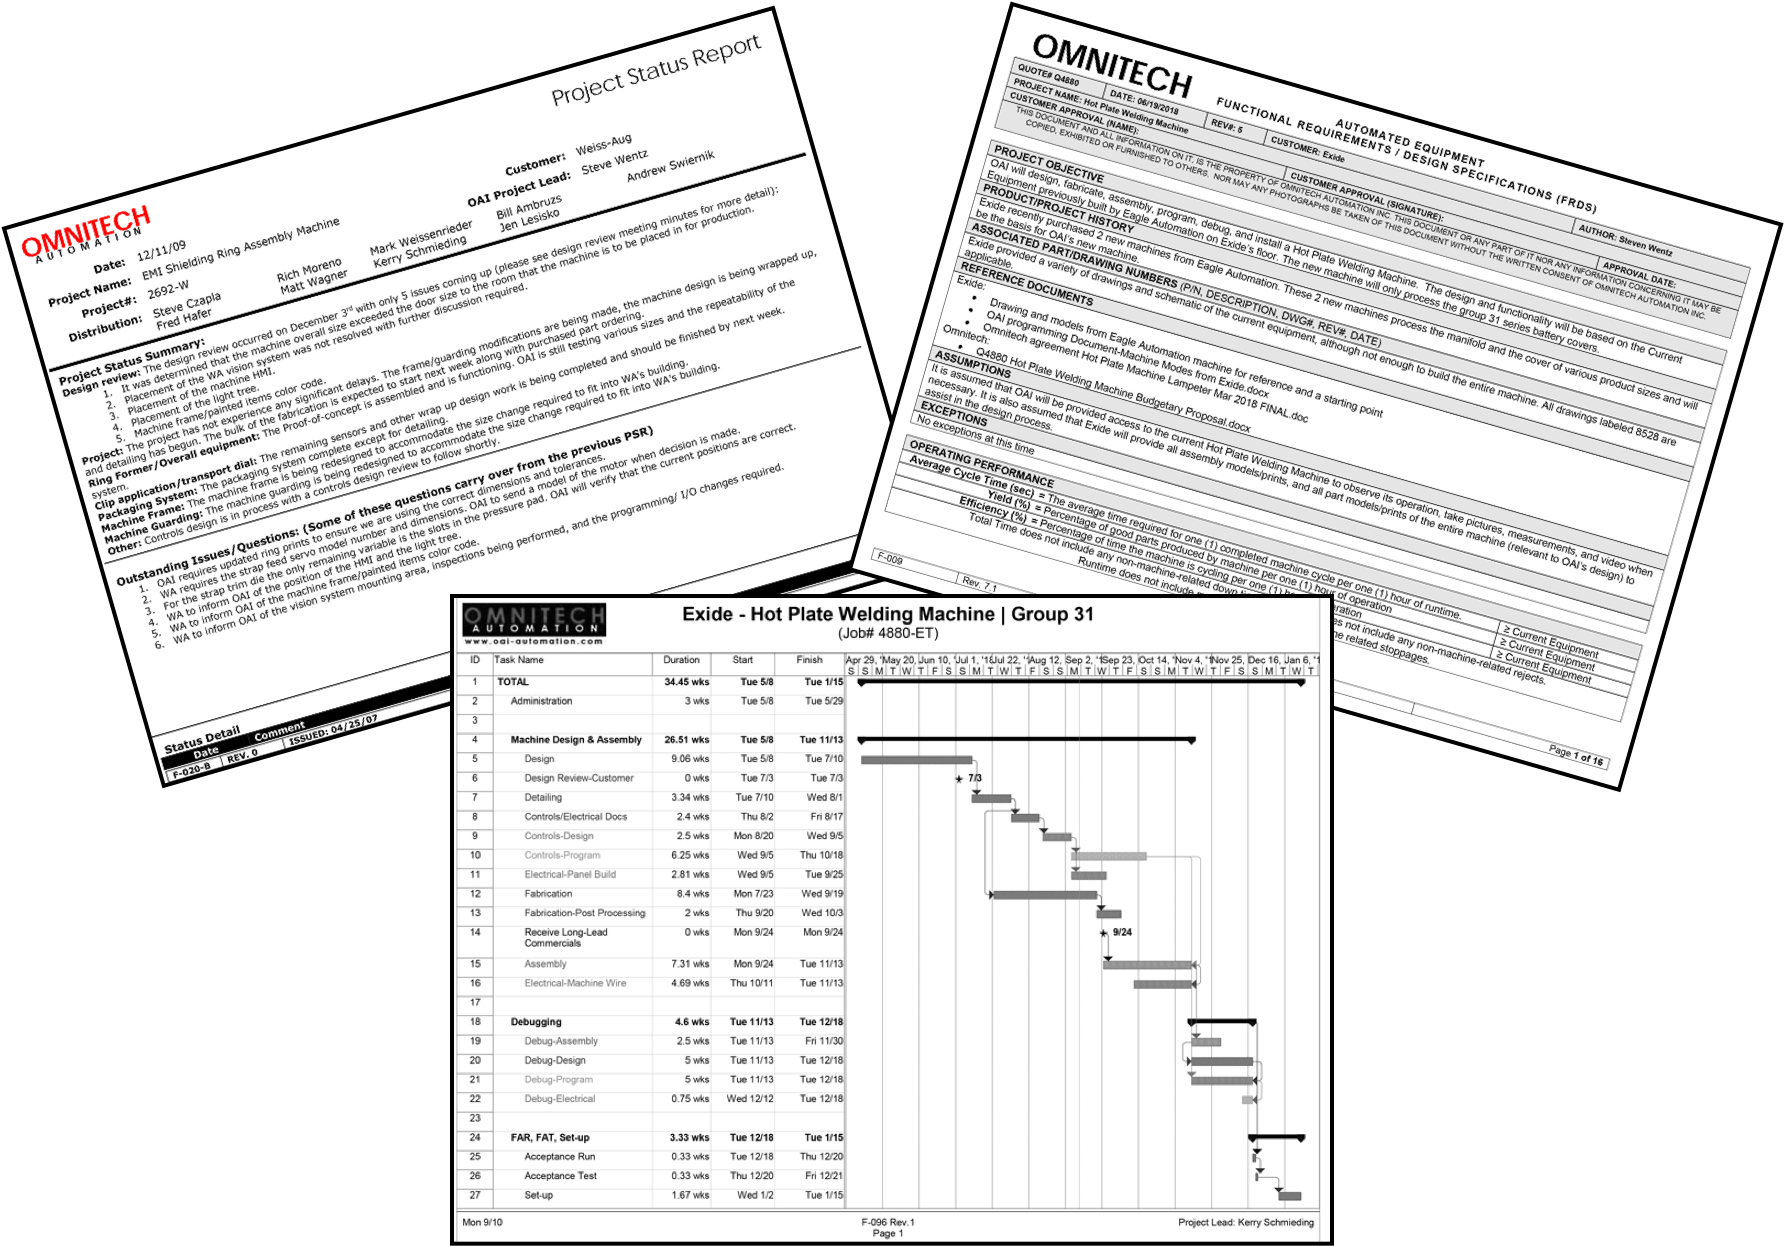 Project Status Report
OMNITECH
AUTOMATION
Customer: Weiss-Aug
OAI Project Lead: Steve Wentz
Date: 12/11/09
Project Name: EMI Shielding Ring Assembly Machine
Project#: 2692-W
Distribution: Steve Czapla Rich Moreno Mark Weissenrieder Bill Ambruzs Andrew Swiernik
Fred Hafer Matt Wagner Kerry Schmieding Jen Lesisko
Project Status Summary:
Design review: The design review occurred on December 3rd with only 5 issues coming up (please see design review meeting minutes for more detail):
1. It was determined that the machine overall size exceeded the door size to the room that the machine is to be placed in for production.
2. Placement of the WA vision system was not resolved with further discussion required.
3. Placement of the machine HMI.
4. Placement of the light tree.
5. Machine frame/painted items color code.
Project: The project has not experience any significant delays. The frame/guarding modifications are being made, the machine design is being wrapped up,
and detailing has begun. The bulk of the fabrication is expected to start next week along with purchased part ordering.
Ring Former/Overall equipment: The Proof-of-concept is assembled and is functioning. OAI is still testing various sizes and the repeatability of the
system.
Clip application/transport dial: The remaining sensors and other wrap up design work is being completed and should be finished by next week.
Packaging System: The packaging system complete except for detailing.
Machine Frame: The machine frame is being redesigned to accommodate the size change required to fit into WA's building.
Machine Guarding: The machine guarding is being redesigned to accommodate the size change required to fit into WA's building.
Other: Controls design is in process with a controls design review to follow shortly.
Outstanding Issues/Questions: (Some of these questions carry over from the previous PSR)
1. OAI requires updated ring prints to ensure we are using the correct dimensions and tolerances.
2. WA requires the strap feed servo model number and dimensions. OAI to send a model of the motor when decision is made.
3. For the strap trim die the only remaining variable is the slots in the pressure pad. OAI will verify that the current positions are correct.
4. WA to inform OAI of the position of the HMI and the light tree.
5. WA to inform OAI of the machine frame/painted items color code.
6. WA to inform OAI of the vision system mounting area, inspections being performed, and the programming/ I/O changes required.
Status Detail
Date Comment
F-020-B REV. 0 ISSUED: 04/25/07
OMNITECH
AUTOMATED EQUIPMENT
FUNCTIONAL REQUIREMENTS / DESIGN SPECIFICATIONS (FRDS)
QUOTE# Q4880 DATE: 06/19/2018 REV#: 5 CUSTOMER: Exide AUTHOR: Steven Wentz
PROJECT NAME: Hot Plate Welding Machine
CUSTOMER APPROVAL (NAME): CUSTOMER APPROVAL (SIGNATURE): APPROVAL DATE:
THIS DOCUMENT AND ALL INFORMATION ON IT, IS THE PROPERTY OF OMNITECH AUTOMATION INC. THIS DOCUMENT OR ANY PART OF IT NOR ANY INFORMATION CONCERNING IT MAY BE
COPIED, EXHIBITED OR FURNISHED TO OTHERS. NOR MAY ANY PHOTOGRAPHS BE TAKEN OF THIS DOCUMENT WITHOUT THE WRITTEN CONSENT OF OMNITECH AUTOMATION INC.
PROJECT OBJECTIVE
OAI will design, fabricate, assembly, program, debug, and install a Hot Plate Welding Machine. The design and functionality will be based on the Current
Equipment previously built by Eagle Automation on Exide's floor. The new machine will only process the group 31 series battery covers.
PRODUCT/PROJECT HISTORY
Exide recently purchased 2 new machines from Eagle Automation. These 2 new machines process the manifold and the cover of various product sizes and will
be the basis for OAI's new machine.
ASSOCIATED PART/DRAWING NUMBERS (P/N, DESCRIPTION, DWG#, REV#, DATE)
Exide provided a variety of drawings and schematic of the current equipment, although not enough to build the entire machine. All drawings labeled 8528 are
applicable.
REFERENCE DOCUMENTS
Exide:
• Drawing and models from Eagle Automation machine for reference and a starting point
• OAI programming Document-Machine Modes from Exide.docx
• Omnitech agreement Hot Plate Machine Lampeter Mar 2018 FINAL.doc
Omnitech:
• Q4880 Hot Plate Welding Machine Budgetary Proposal.docx
ASSUMPTIONS
It is assumed that OAI will be provided access to the current Hot Plate Welding Machine to observe its operation, take pictures, measurements, and video when
necessary. It is also assumed that Exide will provide all assembly models/prints, and all part models/prints of the entire machine (relevant to OAI's design) to
assist in the design process.
EXCEPTIONS
No exceptions at this time
OPERATING PERFORMANCE
Average Cycle Time (sec) = The average time required for one (1) completed machine cycle per one (1) hour of runtime. ≥ Current Equipment
Yield (%) = Percentage of good parts produced by machine per one (1) hour of operation ≥ Current Equipment
Efficiency (%) = Percentage of time the machine is cycling per one (1) hour of operation ≥ Current Equipment
Total Time does not include any non-machine-related down
Runtime does not include
not include any non-machine-related rejects.
related stoppages.
F-009 Rev. 7.1 Page 1 of 16
OMNITECH
AUTOMATION
www.oai-automation.com
Exide - Hot Plate Welding Machine | Group 31
(Job# 4880-ET)
ID Task Name Duration Start Finish Apr 29, ' May 20, Jun 10, Jul 1, '1 Jul 22, ' Aug 12, Sep 2, '1 Sep 23, Oct 14, Nov 4, '1 Nov 25, Dec 16, Jan 6, '1
S S M T W T F S S M T W T F S S M T W T F S S M T W T
1 TOTAL 34.45 wks Tue 5/8 Tue 1/15
2 Administration 3 wks Tue 5/8 Tue 5/29
3
4 Machine Design & Assembly 26.51 wks Tue 5/8 Tue 11/13
5 Design 9.06 wks Tue 5/8 Tue 7/10
6 Design Review-Customer 0 wks Tue 7/3 Tue 7/3 7/3
7 Detailing 3.34 wks Tue 7/10 Wed 8/1
8 Controls/Electrical Docs 2.4 wks Thu 8/2 Fri 8/17
9 Controls-Design 2.5 wks Mon 8/20 Wed 9/5
10 Controls-Program 6.25 wks Wed 9/5 Thu 10/18
11 Electrical-Panel Build 2.81 wks Wed 9/5 Tue 9/25
12 Fabrication 8.4 wks Mon 7/23 Wed 9/19
13 Fabrication-Post Processing 2 wks Thu 9/20 Wed 10/3
14 Receive Long-Lead 0 wks Mon 9/24 Mon 9/24 9/24
Commercials
15 Assembly 7.31 wks Mon 9/24 Tue 11/13
16 Electrical-Machine Wire 4.69 wks Thu 10/11 Tue 11/13
17
18 Debugging 4.6 wks Tue 11/13 Tue 12/18
19 Debug-Assembly 2.5 wks Tue 11/13 Fri 11/30
20 Debug-Design 5 wks Tue 11/13 Tue 12/18
21 Debug-Program 5 wks Tue 11/13 Tue 12/18
22 Debug-Electrical 0.75 wks Wed 12/12 Tue 12/18
23
24 FAR, FAT, Set-up 3.33 wks Tue 12/18 Tue 1/15
25 Acceptance Run 0.33 wks Tue 12/18 Thu 12/20
26 Acceptance Test 0.33 wks Thu 12/20 Fri 12/21
27 Set-up 1.67 wks Wed 1/2 Tue 1/15
Mon 9/10 F-096 Rev.1 Project Lead: Kerry Schmieding
Page 1